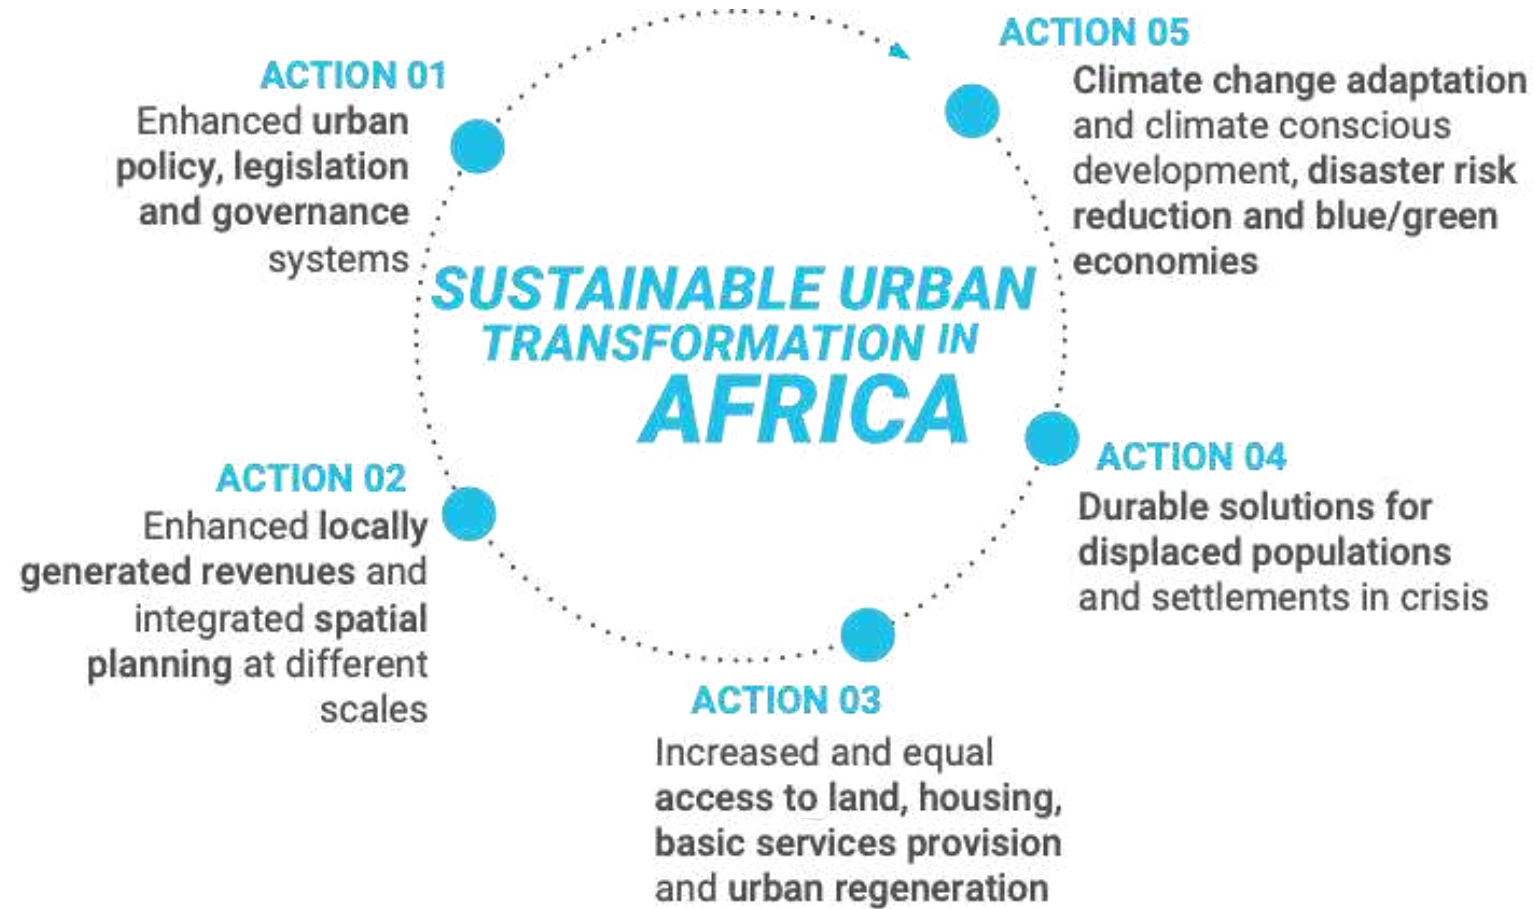 ACTION 01
Enhanced urban
policy, legislation
and governance
systems
SUSTAINABLE URBAN
TRANSFORMATION IN
AFRICA
ACTION 02
Enhanced locally
generated revenues and
integrated spatial
planning at different
scales
ACTION 03
Increased and equal
access to land, housing,
basic services provision
and urban regeneration
ACTION 04
Durable solutions for
displaced populations
and settlements in crisis
ACTION 05
Climate change adaptation
and climate conscious
development, disaster risk
reduction and blue/green
economies